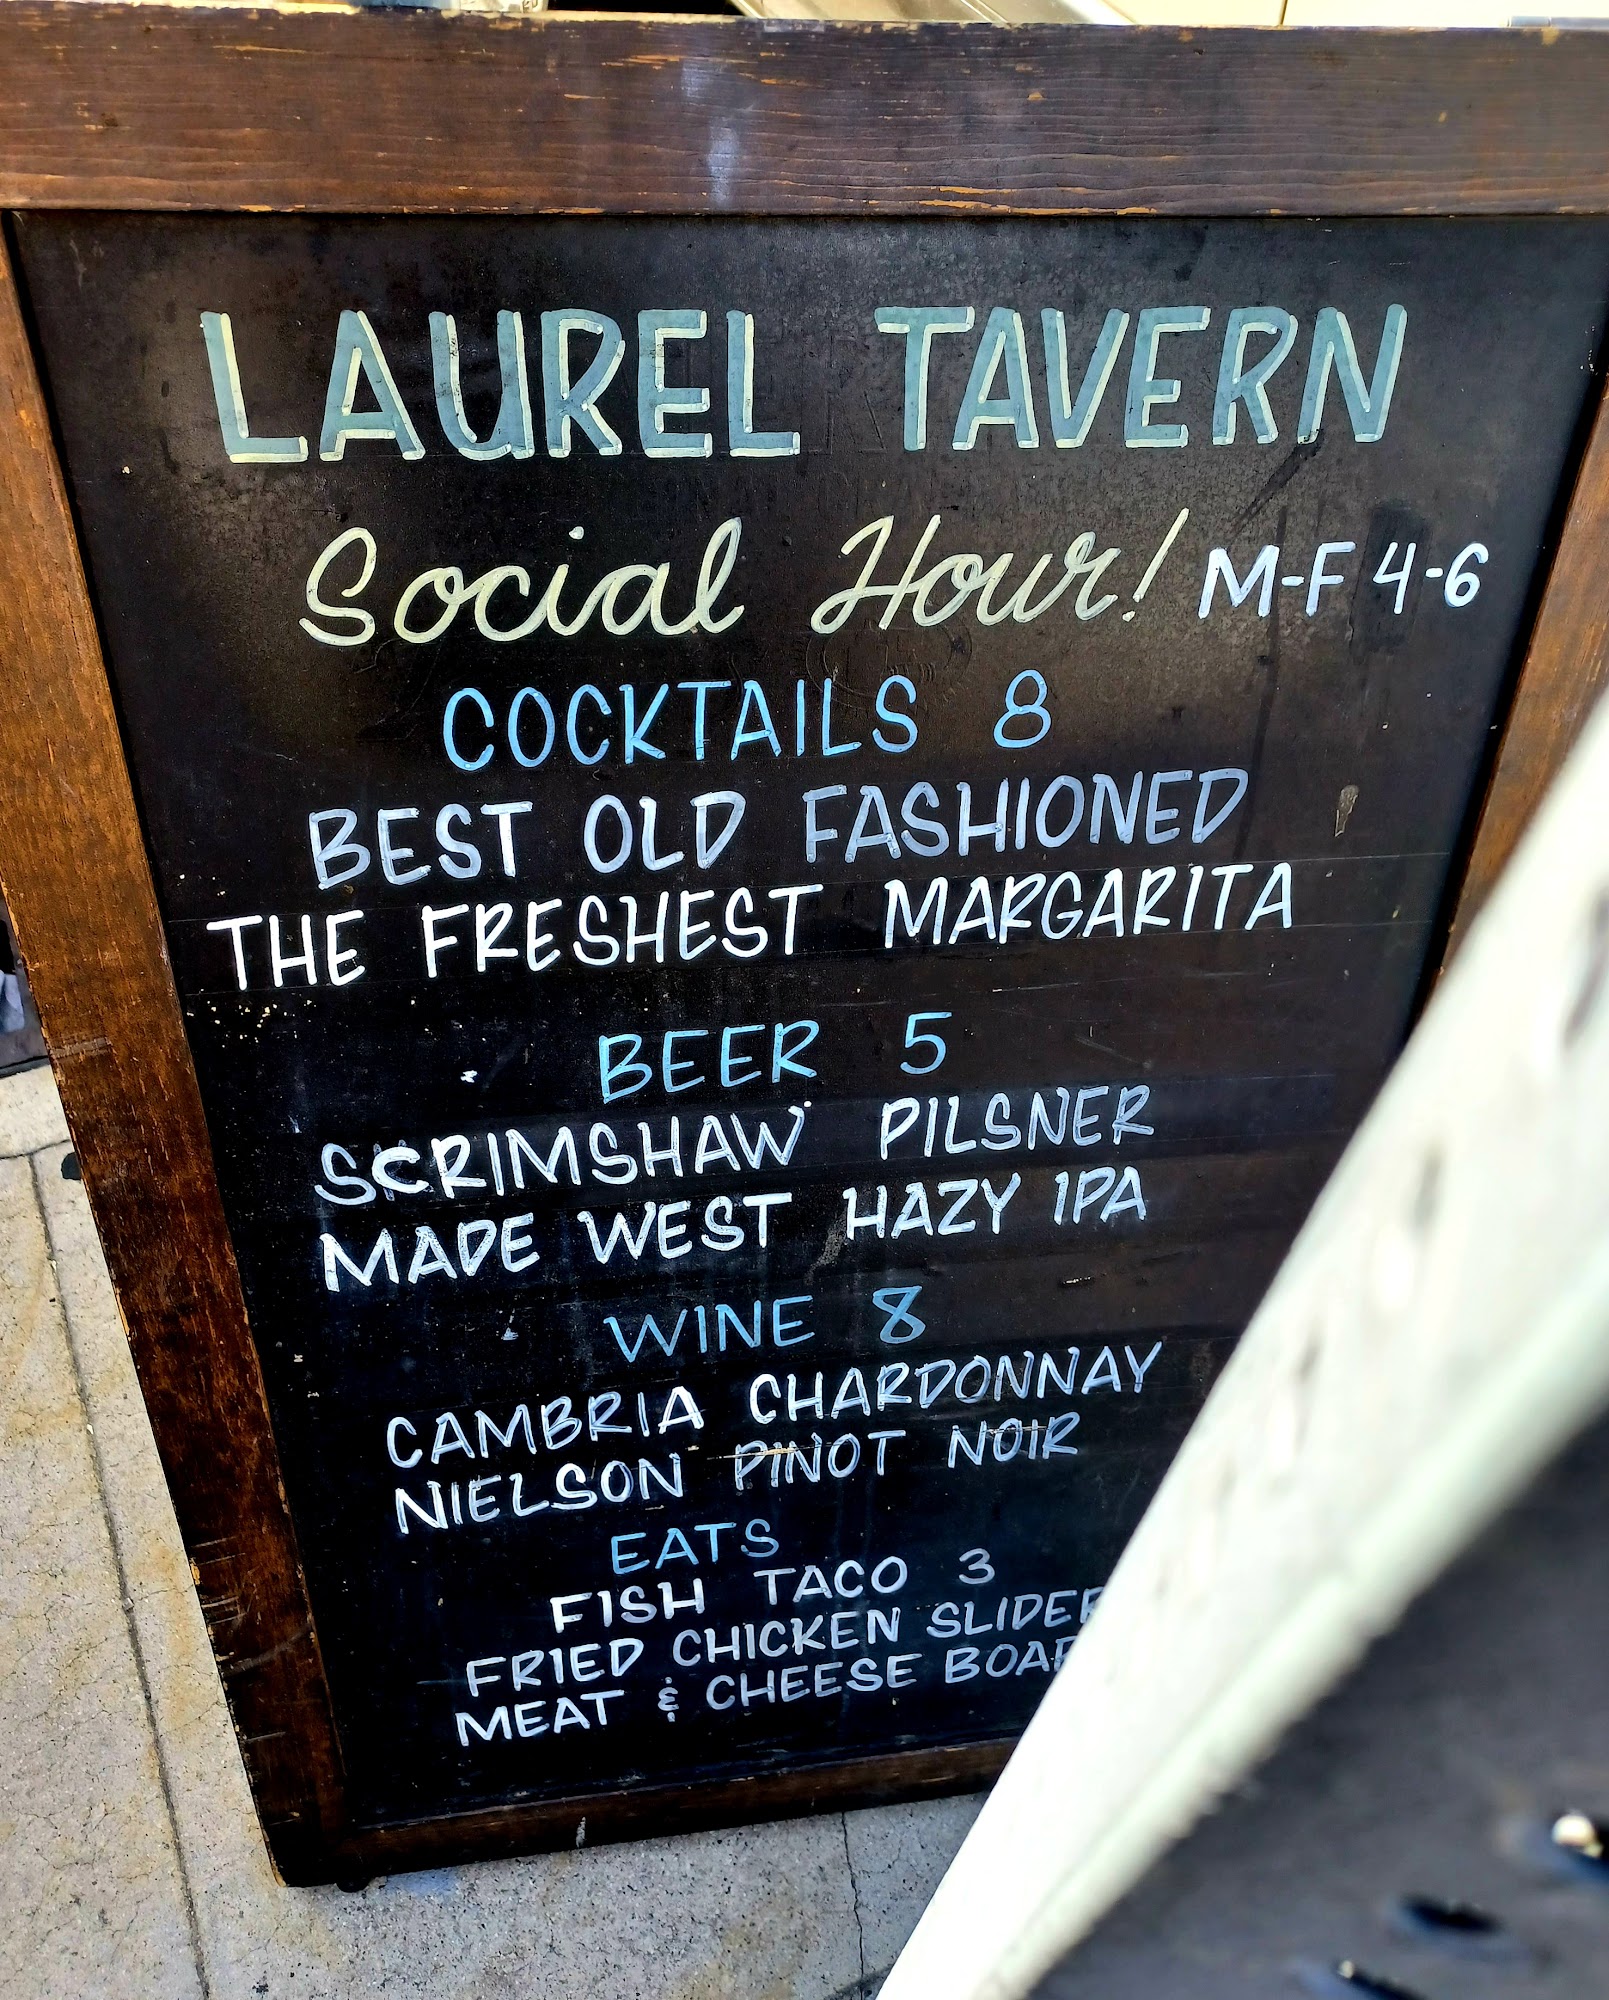 LAUREL TAVERN
Social Hour! M-F 4-6
COCKTAILS 8
BEST OLD FASHIONED
THE FRESHEST MARGARITA
BEER 5
SCRIMSHAW PILSNER
MADE WEST HAZY IPA
WINE 8
CAMBRIA CHARDONNAY
NIELSON PINOT NOIR
EATS
FISH TACO 3
FRIED CHICKEN SLIDER
MEAT & CHEESE